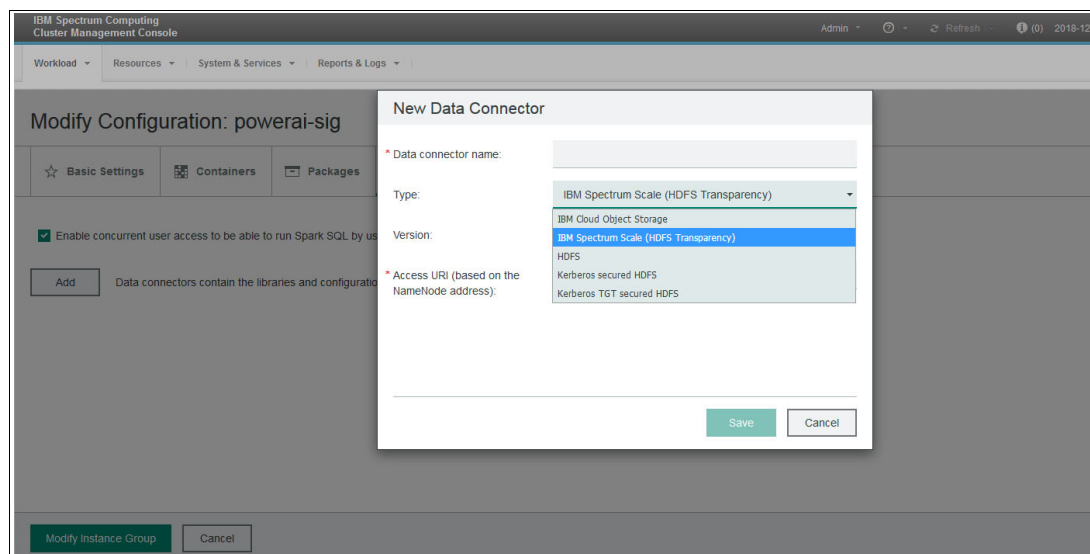 IBM Spectrum Computing
Cluster Management Console
Admin
Refresh
(0) 2018-12
Workload
Resources
System & Services
Reports & Logs
New Data Connector
Modify Configuration: powerai-sig
* Data connector name:
Basic Settings
Containers
Packages
Type:
IBM Spectrum Scale (HDFS Transparency)
IBM Cloud Object Storage
IBM Spectrum Scale (HDFS Transparency)
HDFS
Kerberos secured HDFS
Kerberos TGT secured HDFS
Enable concurrent user access to be able to run Spark SQL by us
Version:
Add
Data connectors contain the libraries and configuratio
* Access URI (based on the
NameNode address):
Save
Cancel
Modify Instance Group
Cancel